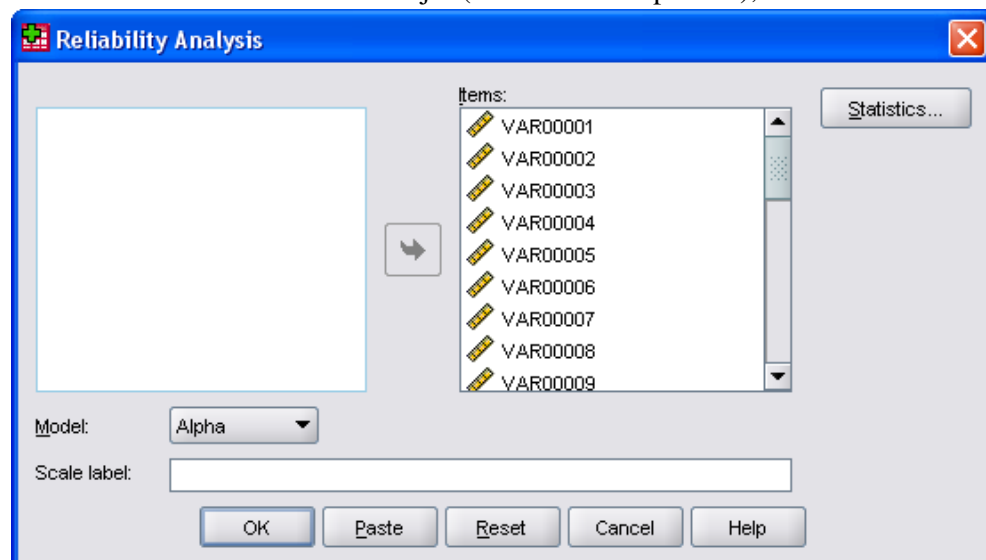 Reliability Analysis
Items:
VAR00001
VAR00002
VAR00003
VAR00004
VAR00005
VAR00006
VAR00007
VAR00008
VAR00009
Statistics...
Model:
Alpha
Scale label:
OK
Paste
Reset
Cancel
Help